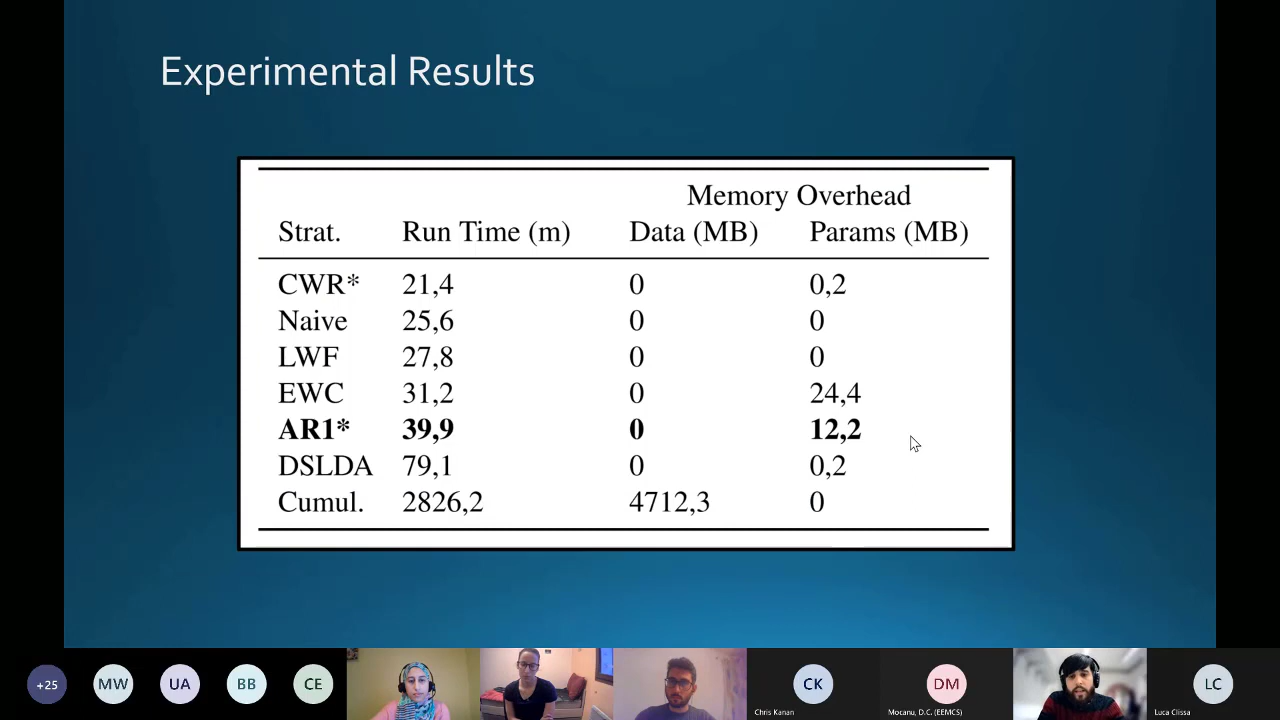 Experimental Results
Memory Overhead
Strat. Run Time (m) Data (MB) Params (MB)
CWR* 21,4 0 0,2
Naive 25,6 0 0
LWF 27,8 0 0
EWC 31,2 0 24,4
AR1* 39,9 0 12,2
DSLDA 79,1 0 0,2
Cumul. 2826,2 4712,3 0
+25 MW UA BB CE CK DM LC
Chris Kanan Mocanu, D.C. (EEMCS) Luca Clissa